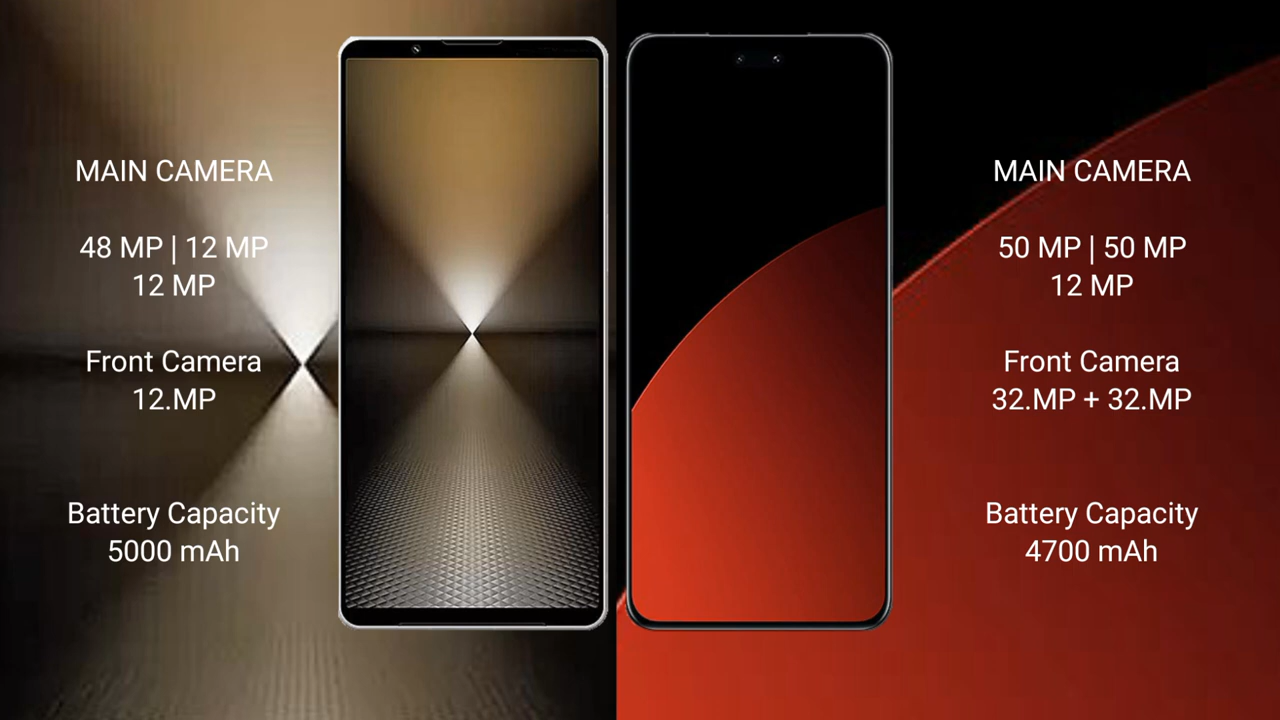 MAIN CAMERA
48 MP | 12 MP
12 MP
Front Camera
12.MP
Battery Capacity
5000 mAh
MAIN CAMERA
50 MP | 50 MP
12 MP
Front Camera
32.MP + 32.MP
Battery Capacity
4700 mAh